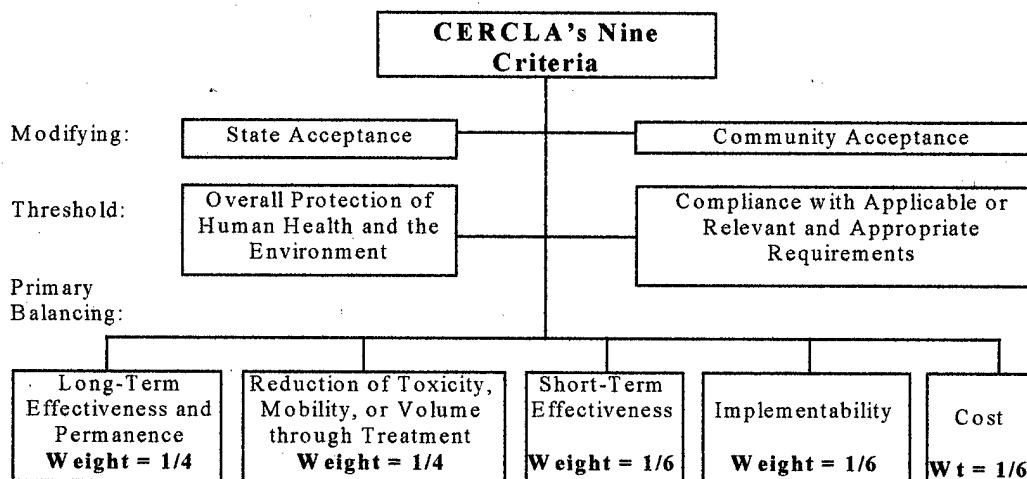 CERCLA's Nine
Criteria
Modifying:
State Acceptance
Community Acceptance
Threshold:
Overall Protection of
Human Health and the
Environment
Compliance with Applicable or
Relevant and Appropriate
Requirements
Primary
Balancing:
Long-Term
Effectiveness and
Permanence
Weight = 1/4
Reduction of Toxicity,
Mobility, or Volume
through Treatment
Weight = 1/4
Short-Term
Effectiveness
Weight = 1/6
Implementability
Weight = 1/6
Cost
Wt = 1/6